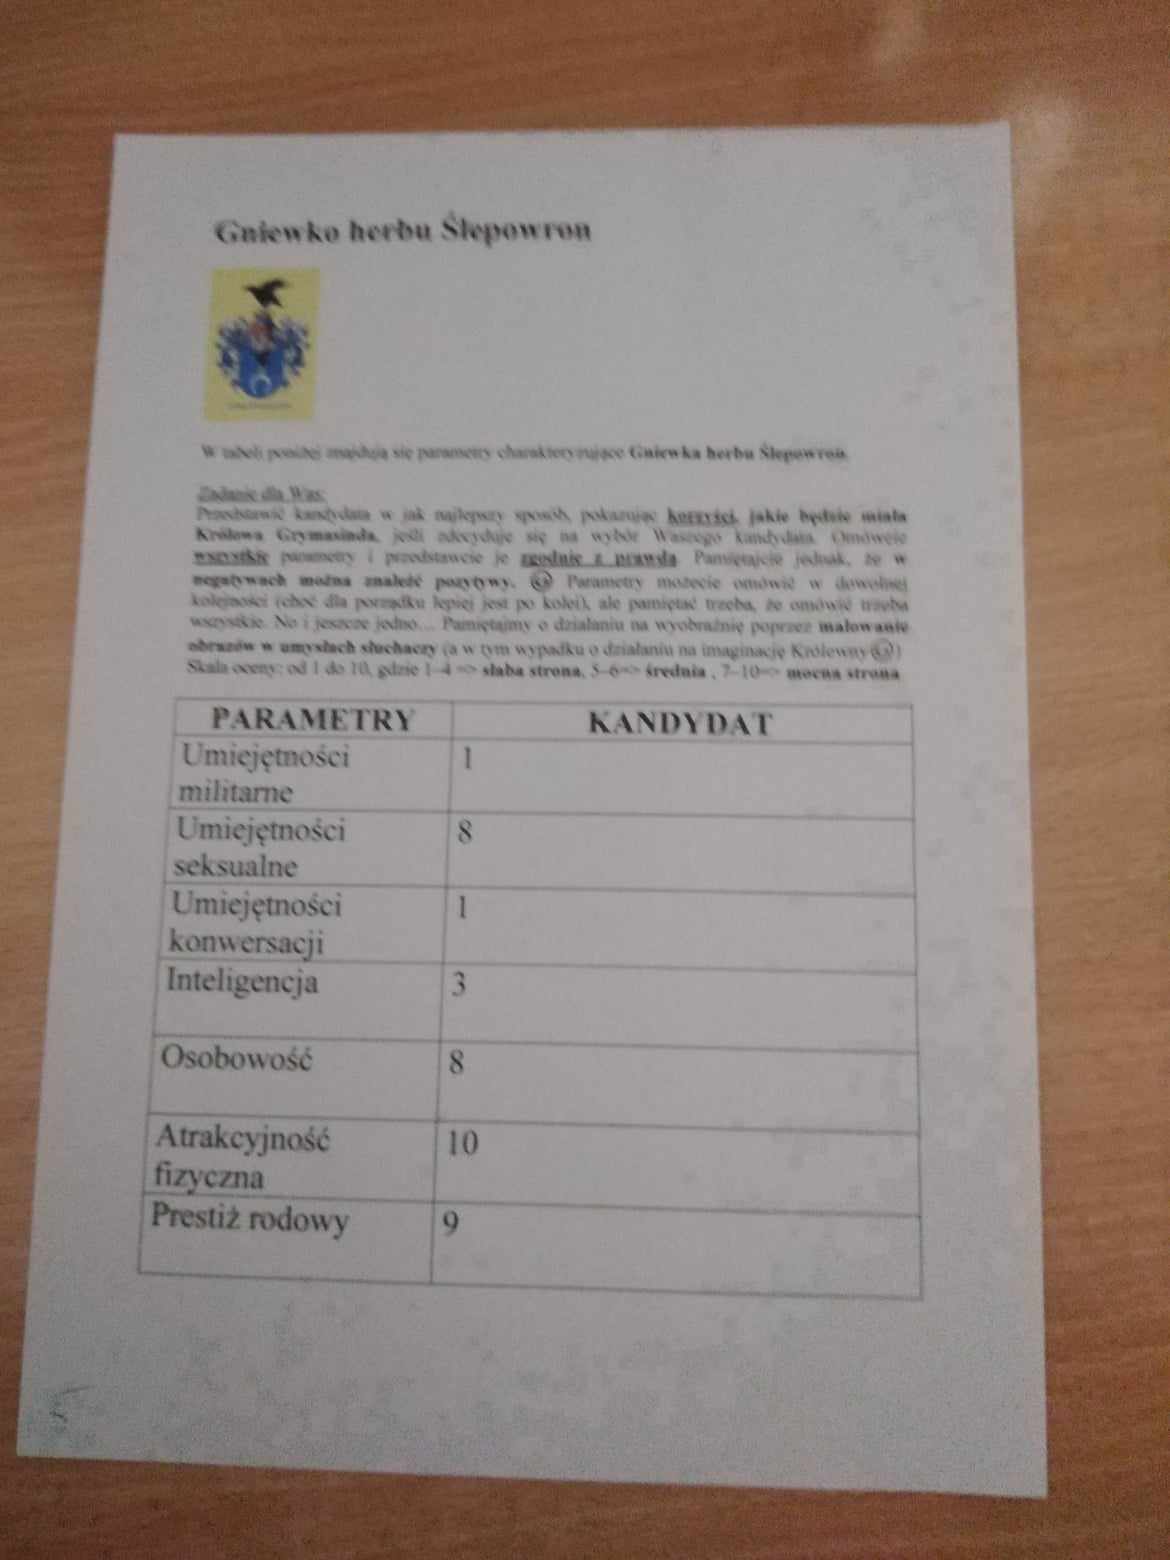 Gniewko herbu Ślepowron
W tabeli poniżej znajdują się parametry charakteryzujące Gniewka herbu Ślepowron.
Zadanie dla Was:
Przedstawić kandydata w jak najlepszy sposób, pokazując korzyści, jakie będzie miała
Królowa Grymasinda, jeśli zdecyduje się na wybór Waszego kandydata. Omówcie
wszystkie parametry i przedstawcie je zgodnie z prawdą. Pamiętajcie jednak, że w
negatywach można znaleźć pozytywy. ☺ Parametry możecie omówić w dowolnej
kolejności (choć dla porządku lepiej jest po kolei), ale pamiętać trzeba, że omówić trzeba
wszystkie. No i jeszcze jedno… Pamiętajmy o działaniu na wyobraźnię poprzez malowanie
obrazów w umysłach słuchaczy (a w tym wypadku o działaniu na imaginację Królewny☺)
Skala oceny: od 1 do 10, gdzie 1–4 => słaba strona, 5–6=> średnia , 7–10=> mocna strona
PARAMETRY KANDYDAT
Umiejętności 1
militarne
Umiejętności 8
seksualne
Umiejętności 1
konwersacji
Inteligencja 3
Osobowość 8
Atrakcyjność 10
fizyczna
Prestiż rodowy 9